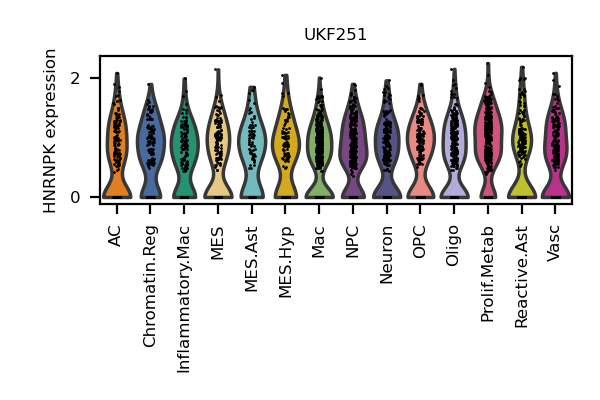 UKF251
HNRNPK expression
2
0
AC
Chromatin.Reg
Inflammatory.Mac
MES
MES.Ast
MES.Hyp
Mac
NPC
Neuron
OPC
Oligo
Prolif.Metab
Reactive.Ast
Vasc